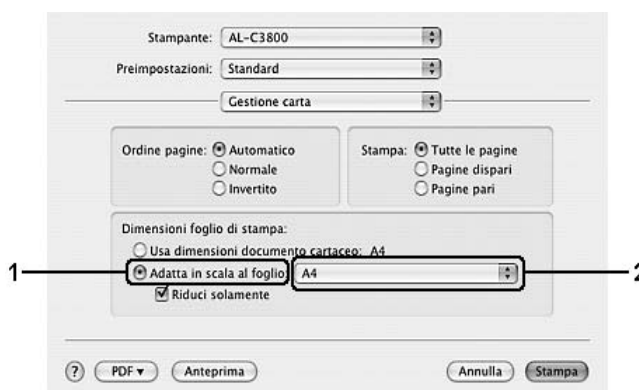 Stampante: AL-C3800
Preimpostazioni: Standard
Gestione carta
Ordine pagine: Automatico
Normale
Invertito
Stampa: Tutte le pagine
Pagine dispari
Pagine pari
Dimensioni foglio di stampa:
Usa dimensioni documento cartaceo: A4
1 Adatta in scala al foglio: A4 2
Riduci solamente
? PDF▼ Anteprima Annulla Stampa